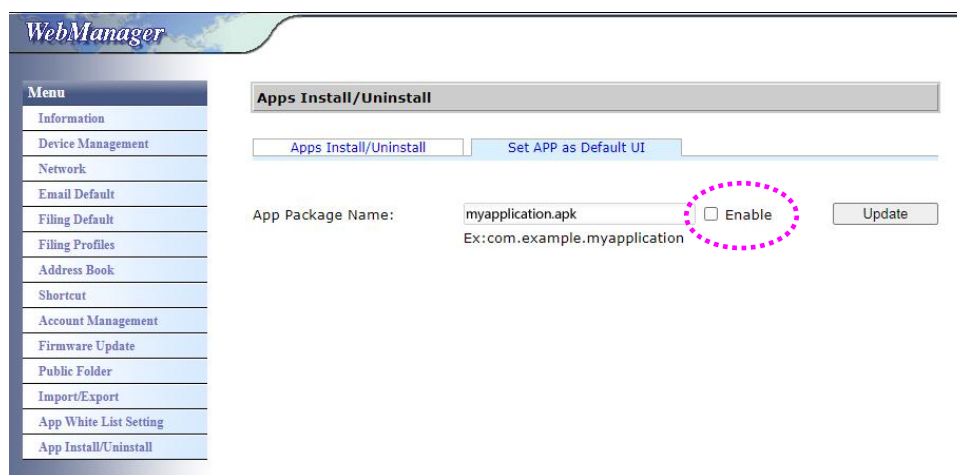 WebManager
Menu
Information
Device Management
Network
Email Default
Filing Default
Filing Profiles
Address Book
Shortcut
Account Management
Firmware Update
Public Folder
Import/Export
App White List Setting
App Install/Uninstall
Apps Install/Uninstall
Apps Install/Uninstall Set APP as Default UI
App Package Name: myapplication.apk Enable Update
Ex:com.example.myapplication